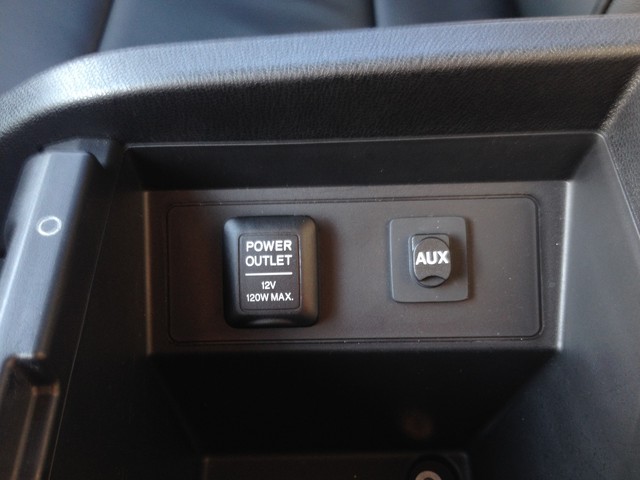 POWER
OUTLET
12V
120W MAX.
AUX